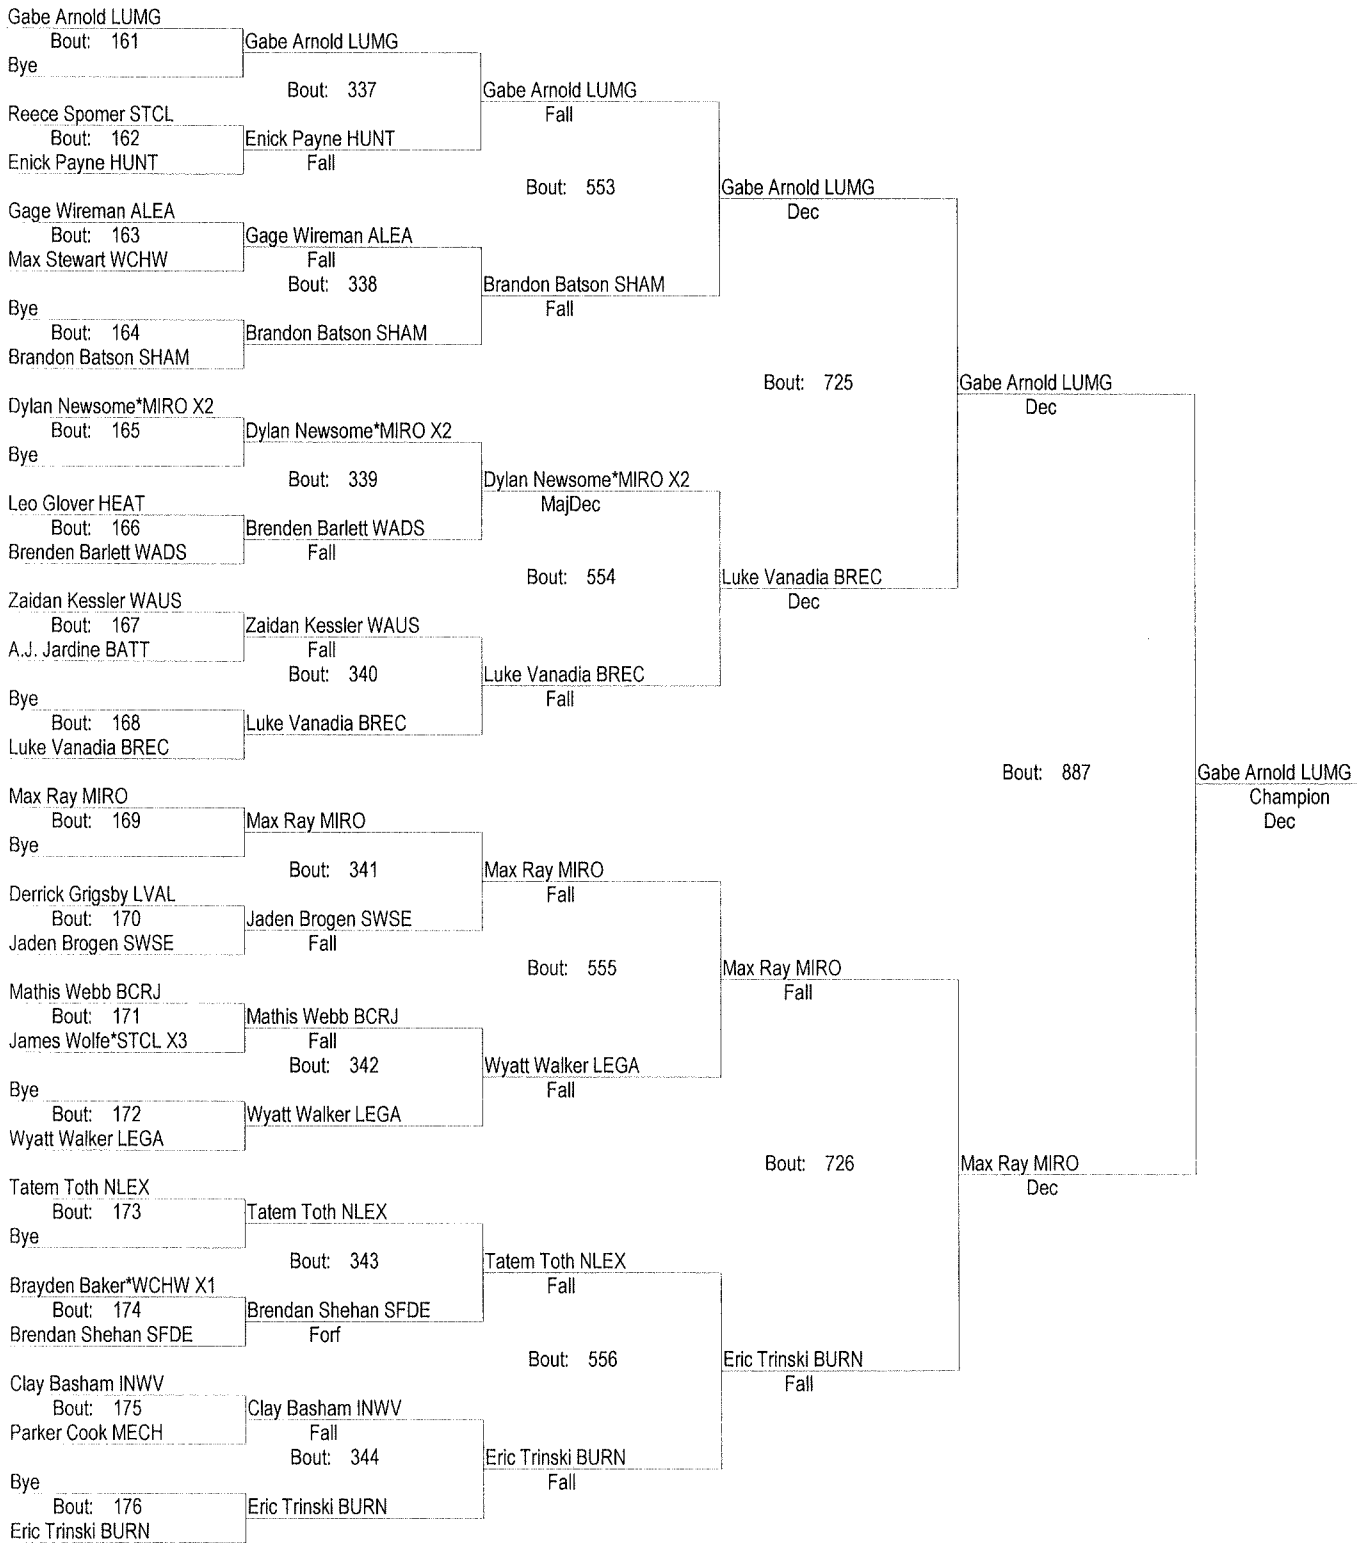 Gabe Arnold LUMG
Bout: 161
Bye
Gabe Arnold LUMG
Bout: 337
Reece Spomer STCL
Bout: 162
Enick Payne HUNT
Enick Payne HUNT
Fall
Gabe Arnold LUMG
Fall
Bout: 553
Gage Wireman ALEA
Bout: 163
Max Stewart WCHW
Gage Wireman ALEA
Fall
Bout: 338
Bye
Bout: 164
Brandon Batson SHAM
Brandon Batson SHAM
Brandon Batson SHAM
Fall
Gabe Arnold LUMG
Dec
Bout: 725
Dylan Newsome*MIRO X2
Bout: 165
Bye
Dylan Newsome*MIRO X2
Bout: 339
Leo Glover HEAT
Bout: 166
Brenden Barlett WADS
Brenden Barlett WADS
Fall
Dylan Newsome*MIRO X2
MajDec
Bout: 554
Zaidan Kessler WAUS
Bout: 167
A.J. Jardine BATT
Zaidan Kessler WAUS
Fall
Bout: 340
Bye
Bout: 168
Luke Vanadia BREC
Luke Vanadia BREC
Luke Vanadia BREC
Fall
Luke Vanadia BREC
Dec
Gabe Arnold LUMG
Dec
Bout: 887
Max Ray MIRO
Bout: 169
Bye
Max Ray MIRO
Bout: 341
Derrick Grigsby LVAL
Bout: 170
Jaden Brogen SWSE
Jaden Brogen SWSE
Fall
Max Ray MIRO
Fall
Bout: 555
Mathis Webb BCRJ
Bout: 171
James Wolfe*STCL X3
Mathis Webb BCRJ
Fall
Bout: 342
Bye
Bout: 172
Wyatt Walker LEGA
Wyatt Walker LEGA
Wyatt Walker LEGA
Fall
Max Ray MIRO
Fall
Bout: 726
Tatem Toth NLEX
Bout: 173
Bye
Tatem Toth NLEX
Bout: 343
Brayden Baker*WCHW X1
Bout: 174
Brendan Shehan SFDE
Brendan Shehan SFDE
Forf
Tatem Toth NLEX
Fall
Bout: 556
Clay Basham INWV
Bout: 175
Parker Cook MECH
Clay Basham INWV
Fall
Bout: 344
Bye
Bout: 176
Eric Trinski BURN
Eric Trinski BURN
Eric Trinski BURN
Fall
Eric Trinski BURN
Fall
Max Ray MIRO
Dec
Gabe Arnold LUMG
Champion
Dec